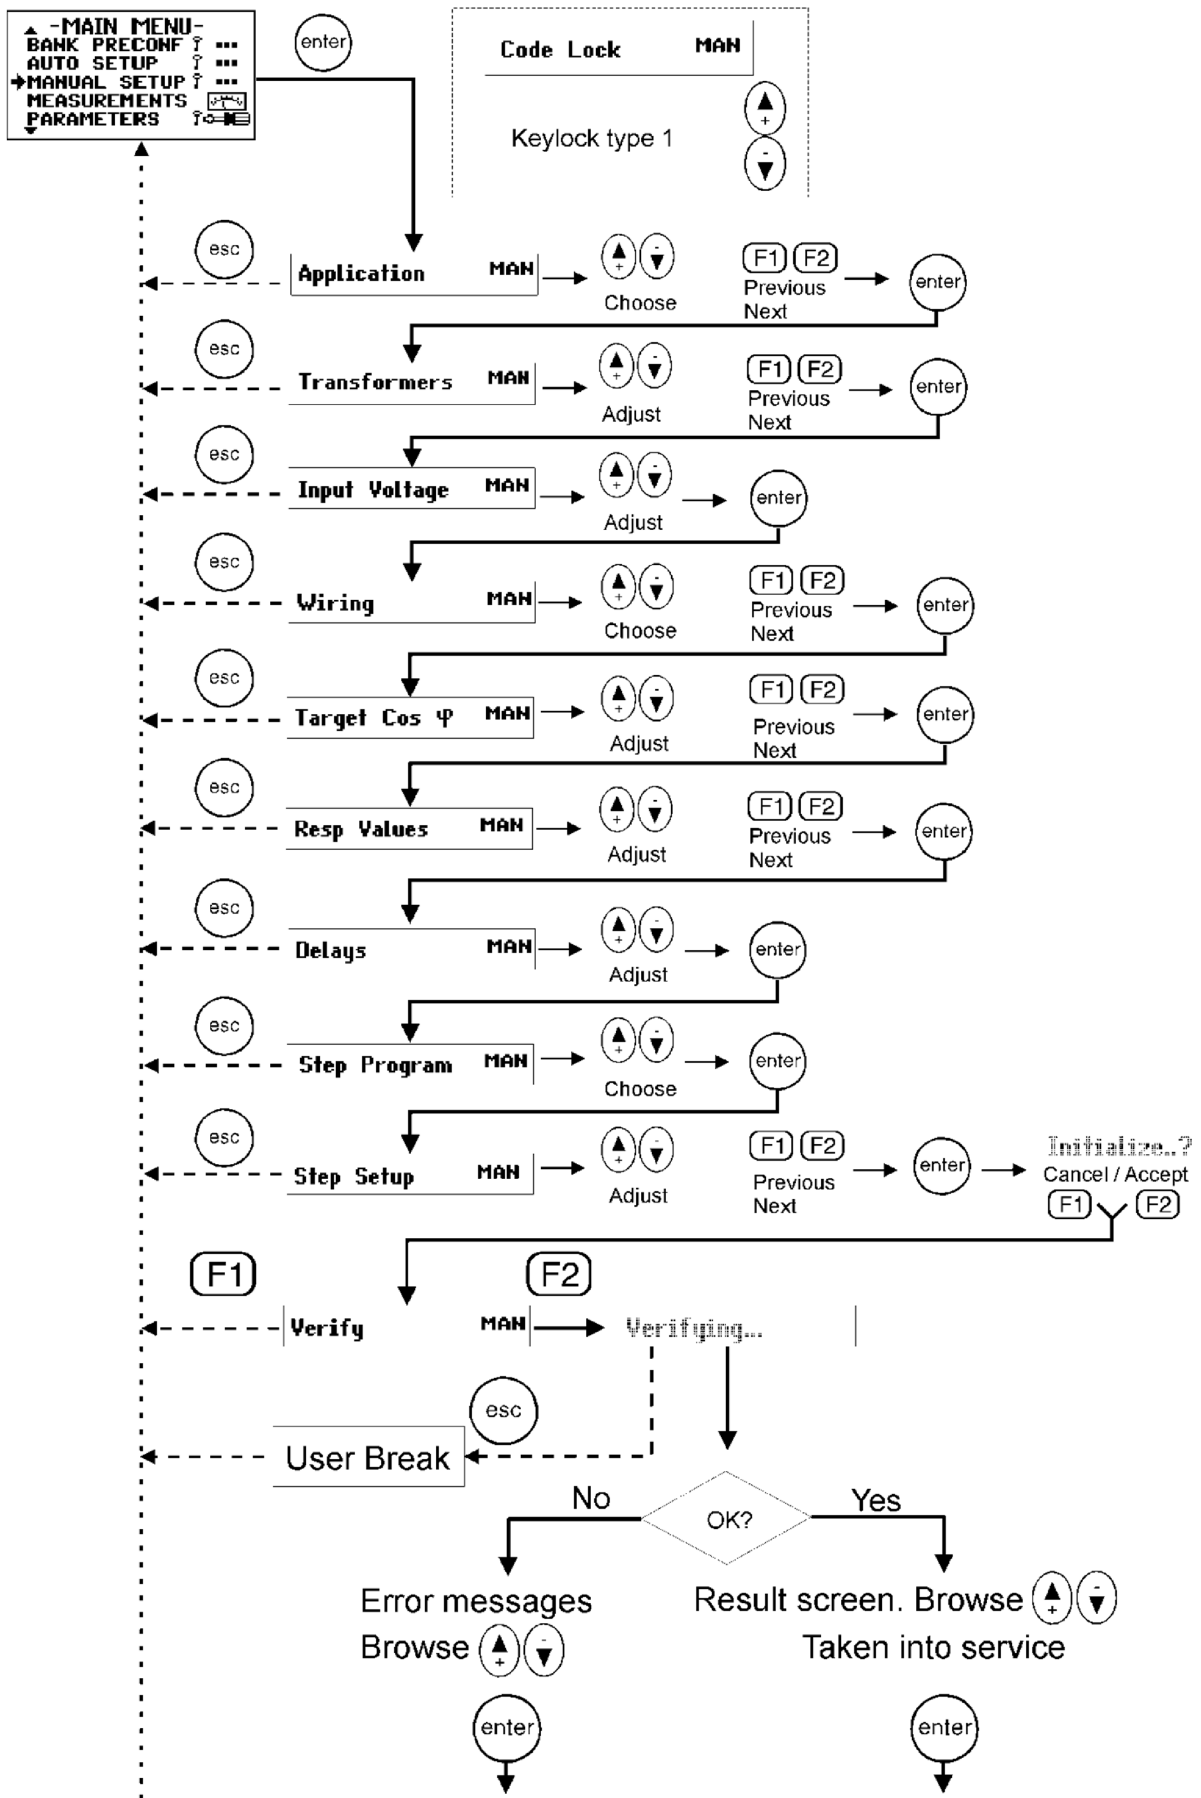 -MAIN MENU-
BANK PRECONF
AUTO SETUP
MANUAL SETUP
MEASUREMENTS
PARAMETERS
enter
Code Lock MAN
Keylock type 1
+
-
esc
Application MAN
+ -
Choose
F1 F2
Previous
Next
enter
esc
Transformers MAN
+ -
Adjust
F1 F2
Previous
Next
enter
esc
Input Voltage MAN
+ -
Adjust
enter
esc
Wiring MAN
+ -
Choose
F1 F2
Previous
Next
enter
esc
Target Cos φ MAN
+ -
Adjust
F1 F2
Previous
Next
enter
esc
Resp Values MAN
+ -
Adjust
F1 F2
Previous
Next
enter
esc
Delays MAN
+ -
Adjust
enter
esc
Step Program MAN
+ -
Choose
enter
esc
Step Setup MAN
+ -
Adjust
F1 F2
Previous
Next
enter
Initialize..?
Cancel / Accept
F1 F2
F1
Verify MAN
F2
Verifying...
esc
User Break
OK?
No
Yes
Error messages
Browse + -
enter
Result screen. Browse + -
Taken into service
enter